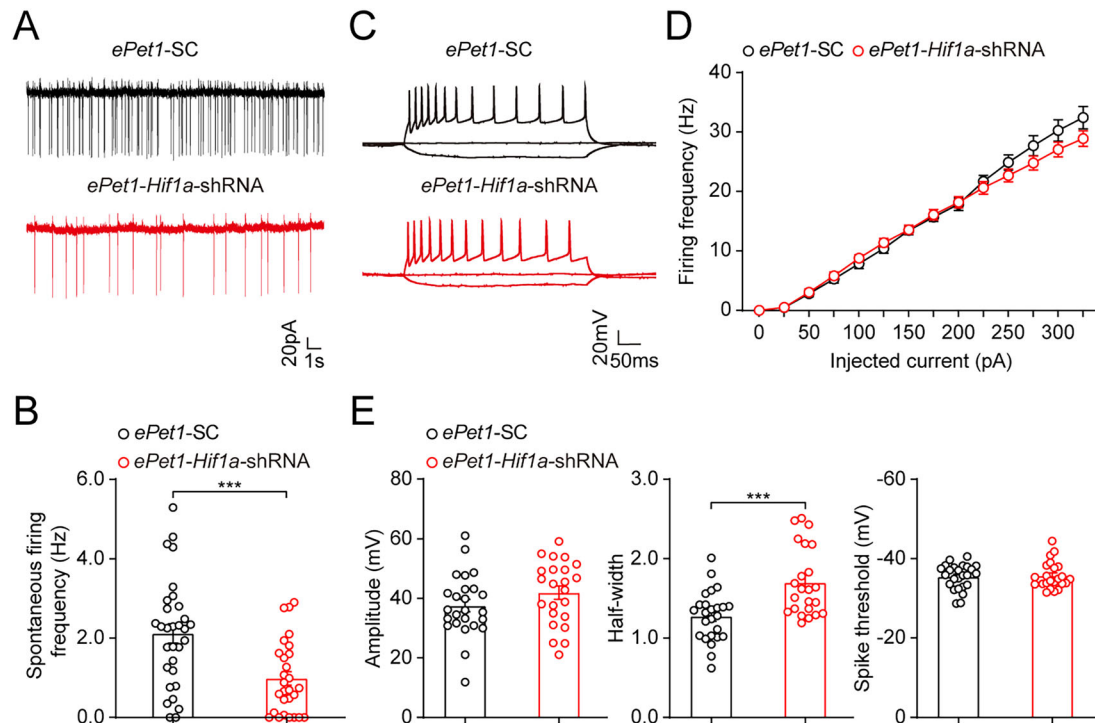 A
ePet1-SC
ePet1-Hif1a-shRNA
20pA
1s
C
ePet1-SC
ePet1-Hif1a-shRNA
20mV
50ms
D
ePet1-SC ePet1-Hif1a-shRNA
Firing frequency (Hz)
40
30
20
10
0
0 50 100 150 200 250 300
Injected current (pA)
B
ePet1-SC
ePet1-Hif1a-shRNA
Spontaneous firing
frequency (Hz)
6.0
4.0
2.0
0.0
***
E
ePet1-SC
ePet1-Hif1a-shRNA
Amplitude (mV)
80
60
40
20
0
Half-width
3.0
2.0
1.0
0.0
***
Spike threshold (mV)
-60
-40
-20
0